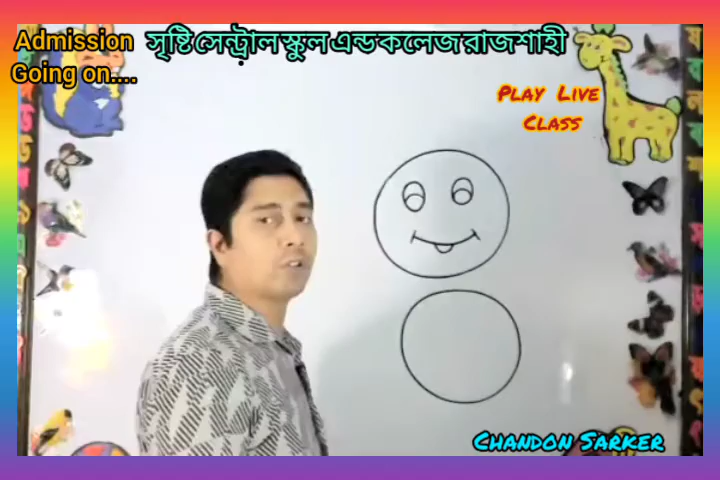 Admission
Going on....
সৃষ্টি সেন্ট্রাল স্কুল এন্ড কলেজ রাজশাহী
Play Live
Class
Chandon Sarker